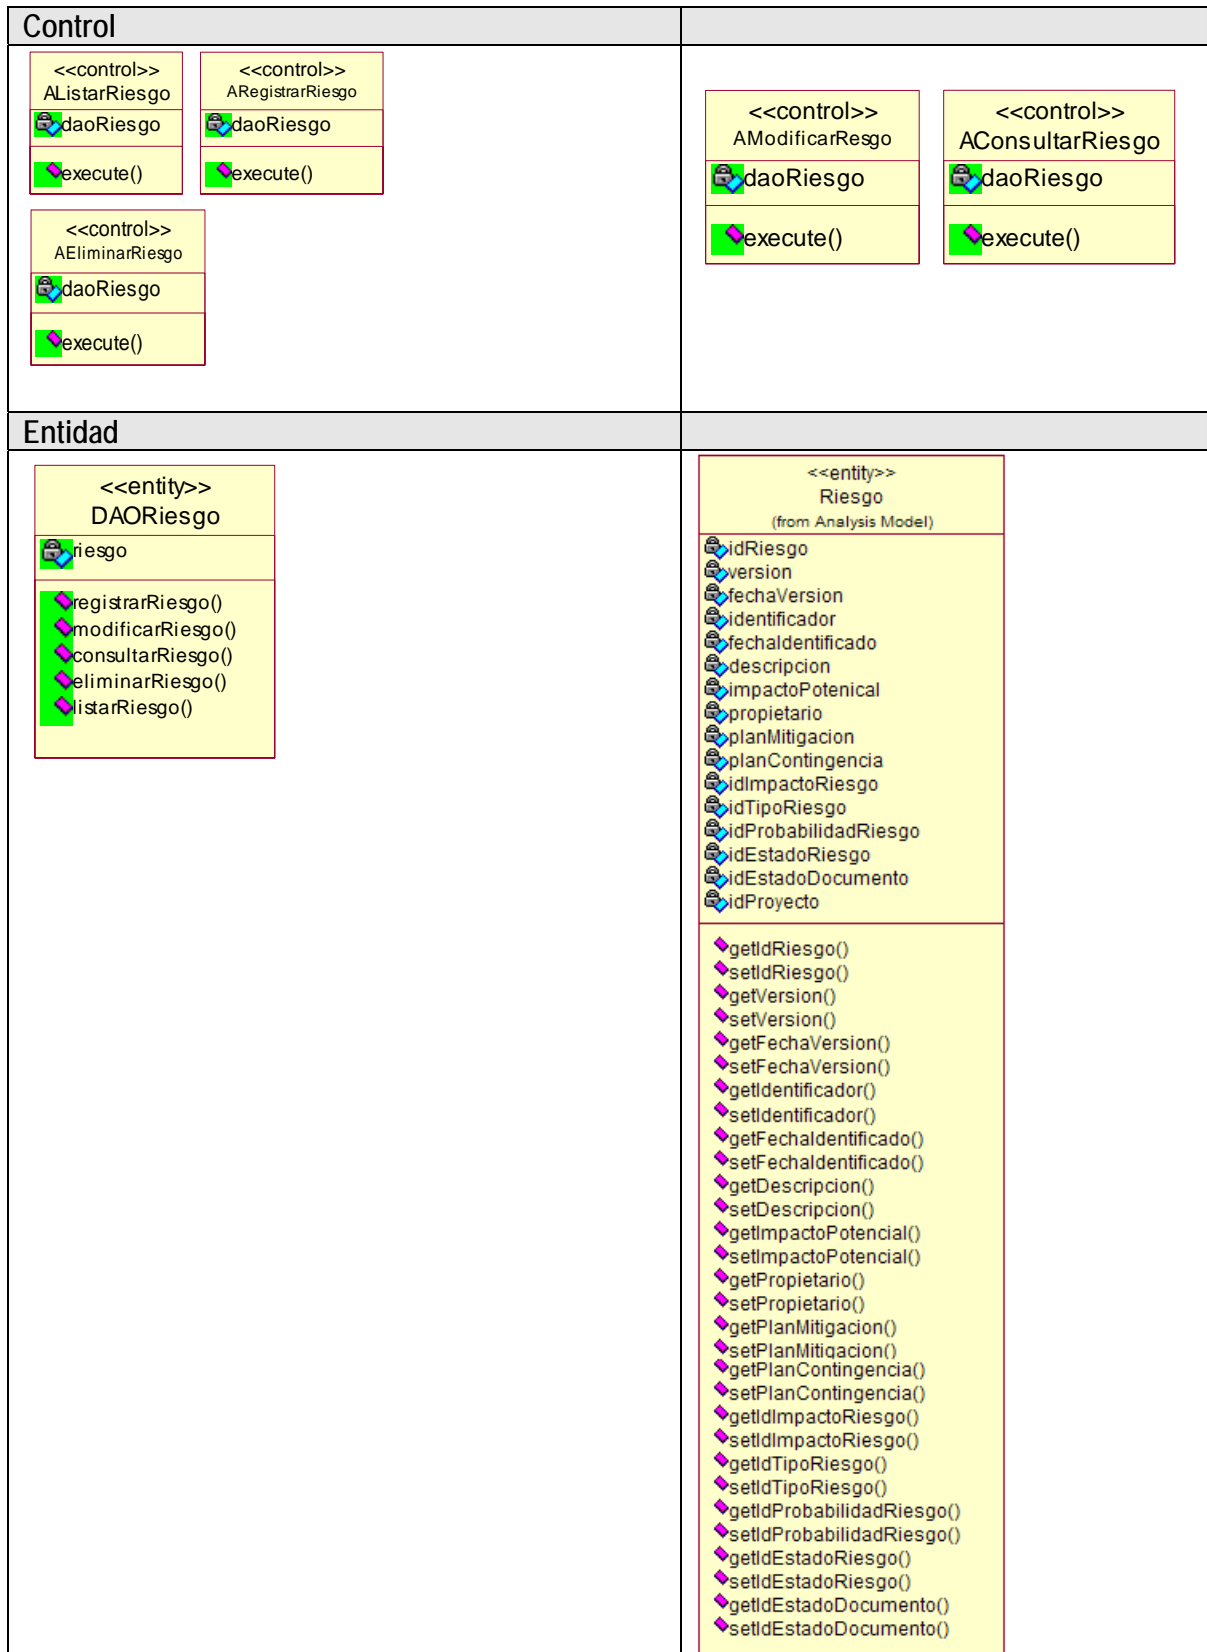 Control
<<control>>
AListarRiesgo
daoRiesgo
execute()
<<control>>
ARegistrarRiesgo
daoRiesgo
execute()
<<control>>
AEliminarRiesgo
daoRiesgo
execute()
<<control>>
AModificarResgo
daoRiesgo
execute()
<<control>>
AConsultarRiesgo
daoRiesgo
execute()
Entidad
<<entity>>
DAORiesgo
riesgo
registrarRiesgo()
modificarRiesgo()
consultarRiesgo()
eliminarRiesgo()
listarRiesgo()
<<entity>>
Riesgo
(from Analysis Model)
idRiesgo
version
fechaVersion
identificador
fechaIdentificado
descripcion
impactoPotenical
propietario
planMitigacion
planContingencia
idImpactoRiesgo
idTipoRiesgo
idProbabilidadRiesgo
idEstadoRiesgo
idEstadoDocumento
idProyecto
getIdRiesgo()
setIdRiesgo()
getVersion()
setVersion()
getFechaVersion()
setFechaVersion()
getIdentificador()
setIdentificador()
getFechaIdentificado()
setFechaIdentificado()
getDescripcion()
setDescripcion()
getImpactoPotencial()
setImpactoPotencial()
getPropietario()
setPropietario()
getPlanMitigacion()
setPlanMitigacion()
getPlanContingencia()
setPlanContingencia()
getIdImpactoRiesgo()
setIdImpactoRiesgo()
getIdTipoRiesgo()
setIdTipoRiesgo()
getIdProbabilidadRiesgo()
setIdProbabilidadRiesgo()
getIdEstadoRiesgo()
setIdEstadoRiesgo()
getIdEstadoDocumento()
setIdEstadoDocumento()